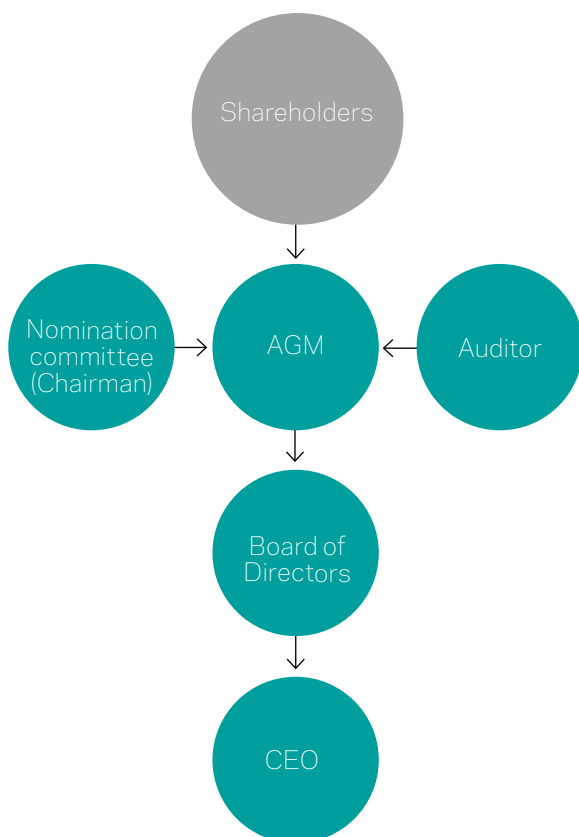 Shareholders
Nomination
committee
(Chairman)
AGM
Auditor
Board of
Directors
CEO